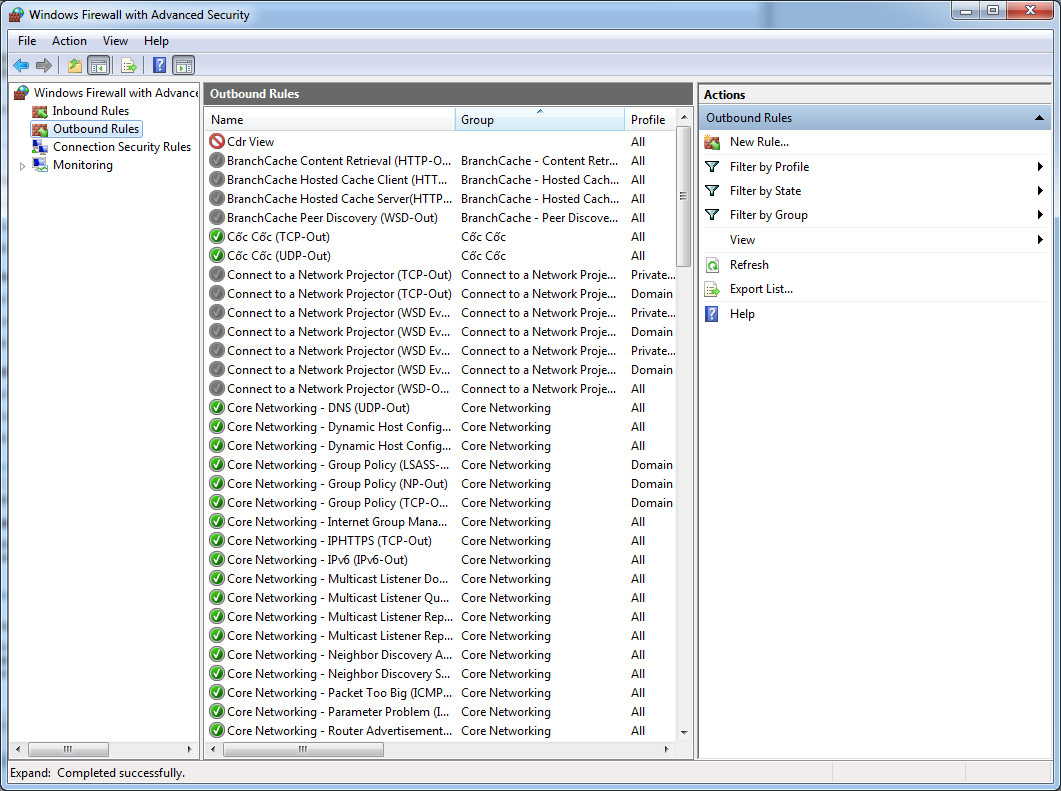 Windows Firewall with Advanced Security
File Action View Help
Windows Firewall with Advance
Inbound Rules
Outbound Rules
Connection Security Rules
Monitoring
Outbound Rules
Name Group Profile
Cdr View All
BranchCache Content Retrieval (HTTP-O... BranchCache - Content Retr... All
BranchCache Hosted Cache Client (HTT... BranchCache - Hosted Cach... All
BranchCache Hosted Cache Server(HTTP... BranchCache - Hosted Cach... All
BranchCache Peer Discovery (WSD-Out) BranchCache - Peer Discove... All
Cốc Cốc (TCP-Out) Cốc Cốc All
Cốc Cốc (UDP-Out) Cốc Cốc All
Connect to a Network Projector (TCP-Out) Connect to a Network Proje... Private...
Connect to a Network Projector (TCP-Out) Connect to a Network Proje... Domain
Connect to a Network Projector (WSD Ev... Connect to a Network Proje... Private...
Connect to a Network Projector (WSD Ev... Connect to a Network Proje... Domain
Connect to a Network Projector (WSD Ev... Connect to a Network Proje... Private...
Connect to a Network Projector (WSD Ev... Connect to a Network Proje... Domain
Connect to a Network Projector (WSD-O... Connect to a Network Proje... All
Core Networking - DNS (UDP-Out) Core Networking All
Core Networking - Dynamic Host Config... Core Networking All
Core Networking - Dynamic Host Config... Core Networking All
Core Networking - Group Policy (LSASS-... Core Networking Domain
Core Networking - Group Policy (NP-Out) Core Networking Domain
Core Networking - Group Policy (TCP-O... Core Networking Domain
Core Networking - Internet Group Mana... Core Networking All
Core Networking - IPHTTPS (TCP-Out) Core Networking All
Core Networking - IPv6 (IPv6-Out) Core Networking All
Core Networking - Multicast Listener Do... Core Networking All
Core Networking - Multicast Listener Qu... Core Networking All
Core Networking - Multicast Listener Rep... Core Networking All
Core Networking - Multicast Listener Rep... Core Networking All
Core Networking - Neighbor Discovery A... Core Networking All
Core Networking - Neighbor Discovery S... Core Networking All
Core Networking - Packet Too Big (ICMP... Core Networking All
Core Networking - Parameter Problem (I... Core Networking All
Core Networking - Router Advertisement... Core Networking All
Actions
Outbound Rules
New Rule...
Filter by Profile
Filter by State
Filter by Group
View
Refresh
Export List...
Help
Expand: Completed successfully.